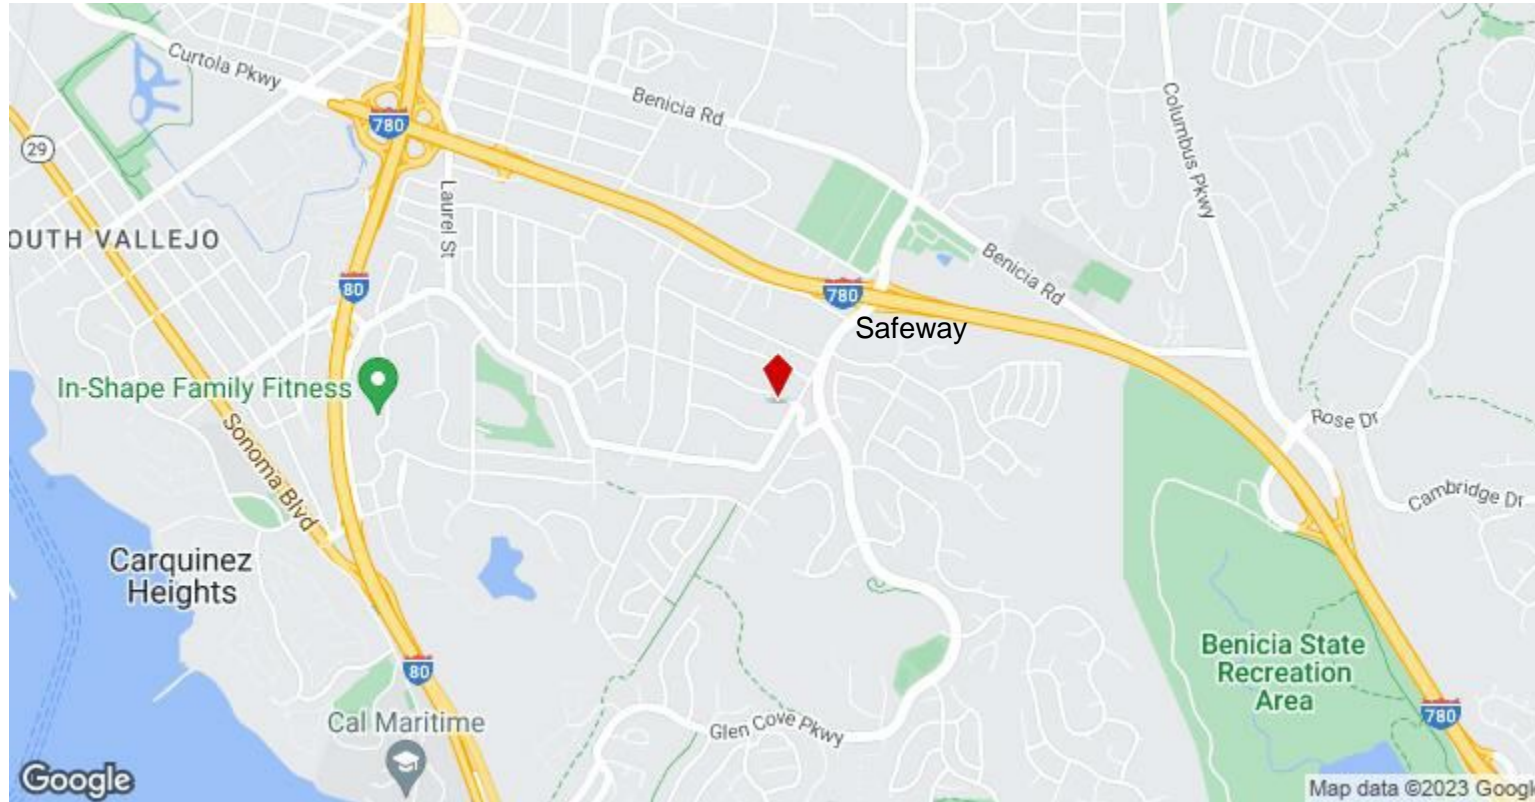 Curtola Pkwy
780
Benicia Rd
Columbus Pkwy
29
Laurel St
OUTH VALLEJO
Benicia Rd
80
780
Safeway
In-Shape Family Fitness
Sonoma Blvd
Rose Dr
Cambridge Dr
Carquinez
Heights
Benicia State
Recreation
Area
80
Cal Maritime
Glen Cove Pkwy
780
Google
Map data ©2023 Googl